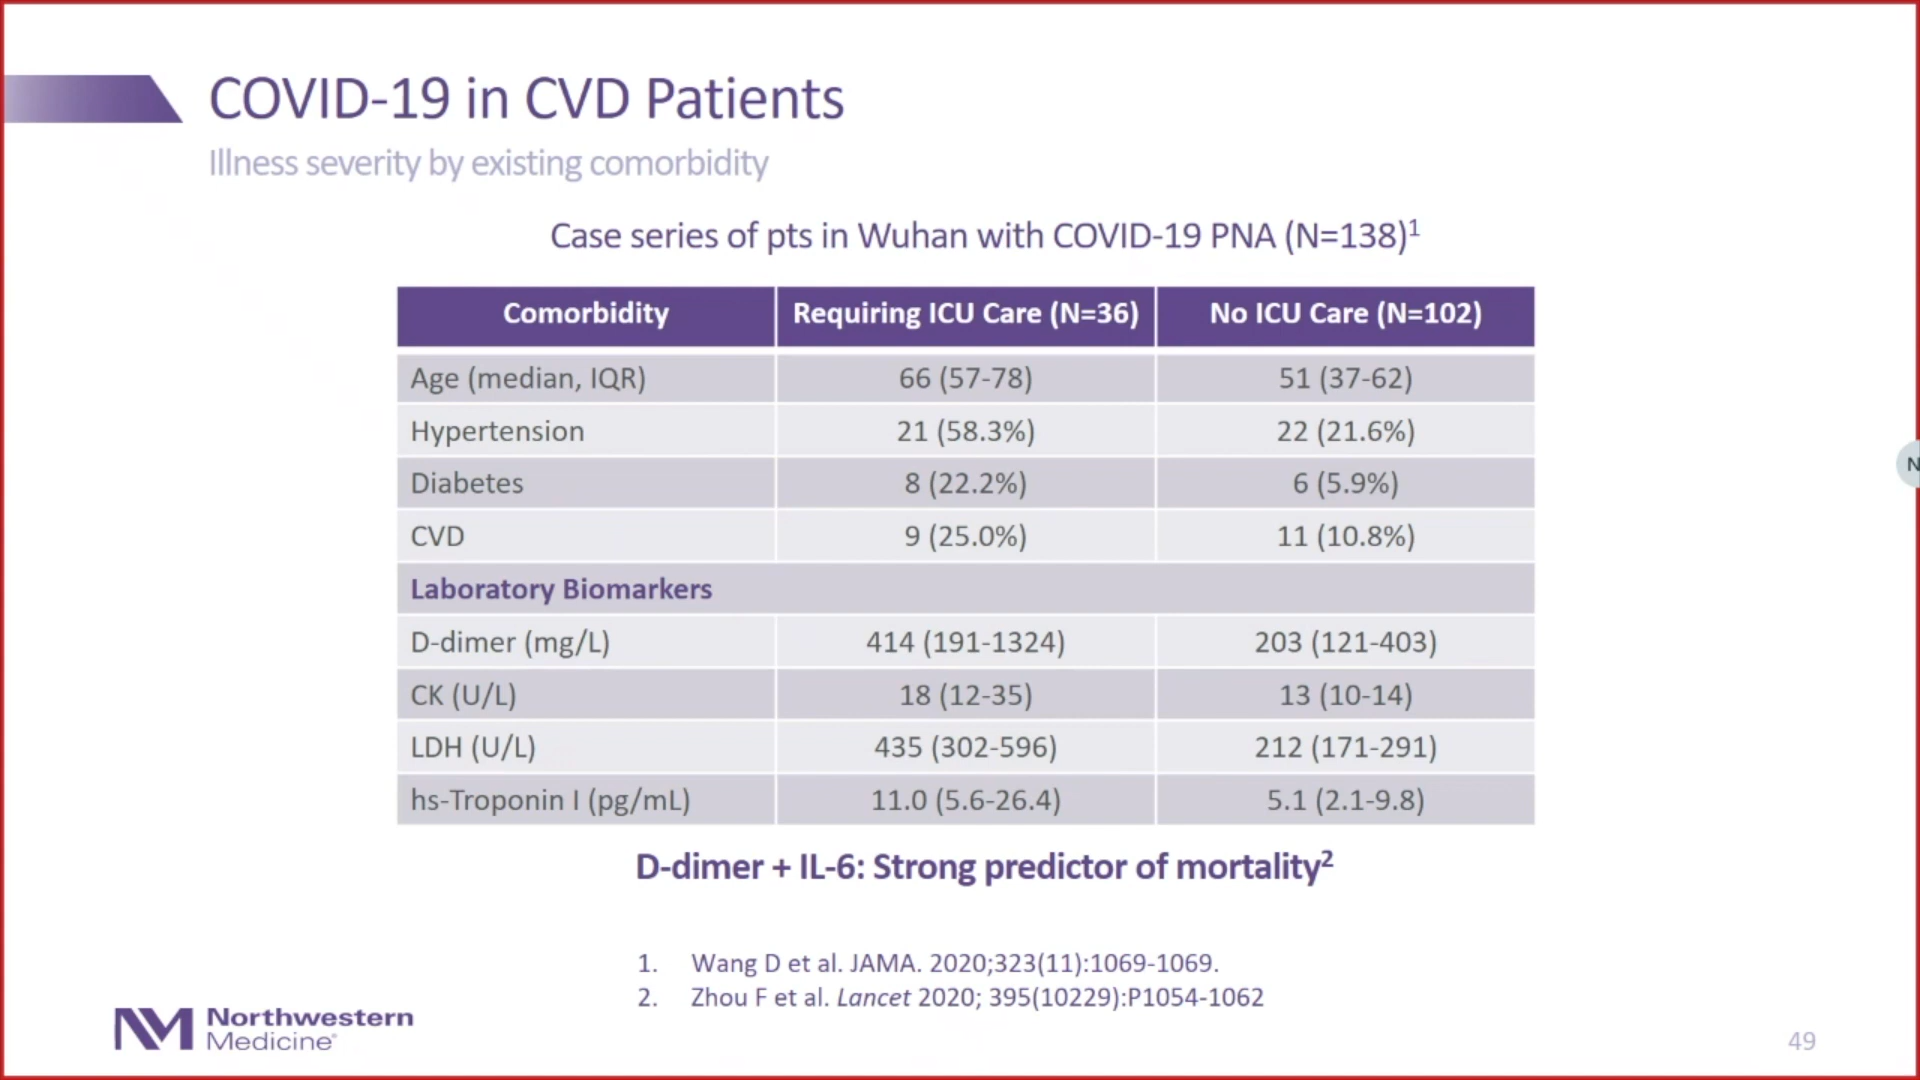 COVID-19 in CVD Patients
Illness severity by existing comorbidity
Case series of pts in Wuhan with COVID-19 PNA (N=138)1
Comorbidity Requiring ICU Care (N=36) No ICU Care (N=102)
Age (median, IQR) 66 (57-78) 51 (37-62)
Hypertension 21 (58.3%) 22 (21.6%)
Diabetes 8 (22.2%) 6 (5.9%)
CVD 9 (25.0%) 11 (10.8%)
Laboratory Biomarkers
D-dimer (mg/L) 414 (191-1324) 203 (121-403)
CK (U/L) 18 (12-35) 13 (10-14)
LDH (U/L) 435 (302-596) 212 (171-291)
hs-Troponin I (pg/mL) 11.0 (5.6-26.4) 5.1 (2.1-9.8)
D-dimer + IL-6: Strong predictor of mortality2
1. Wang D et al. JAMA. 2020;323(11):1069-1069.
2. Zhou F et al. Lancet 2020; 395(10229):P1054-1062
NM Northwestern
Medicine®
49
N